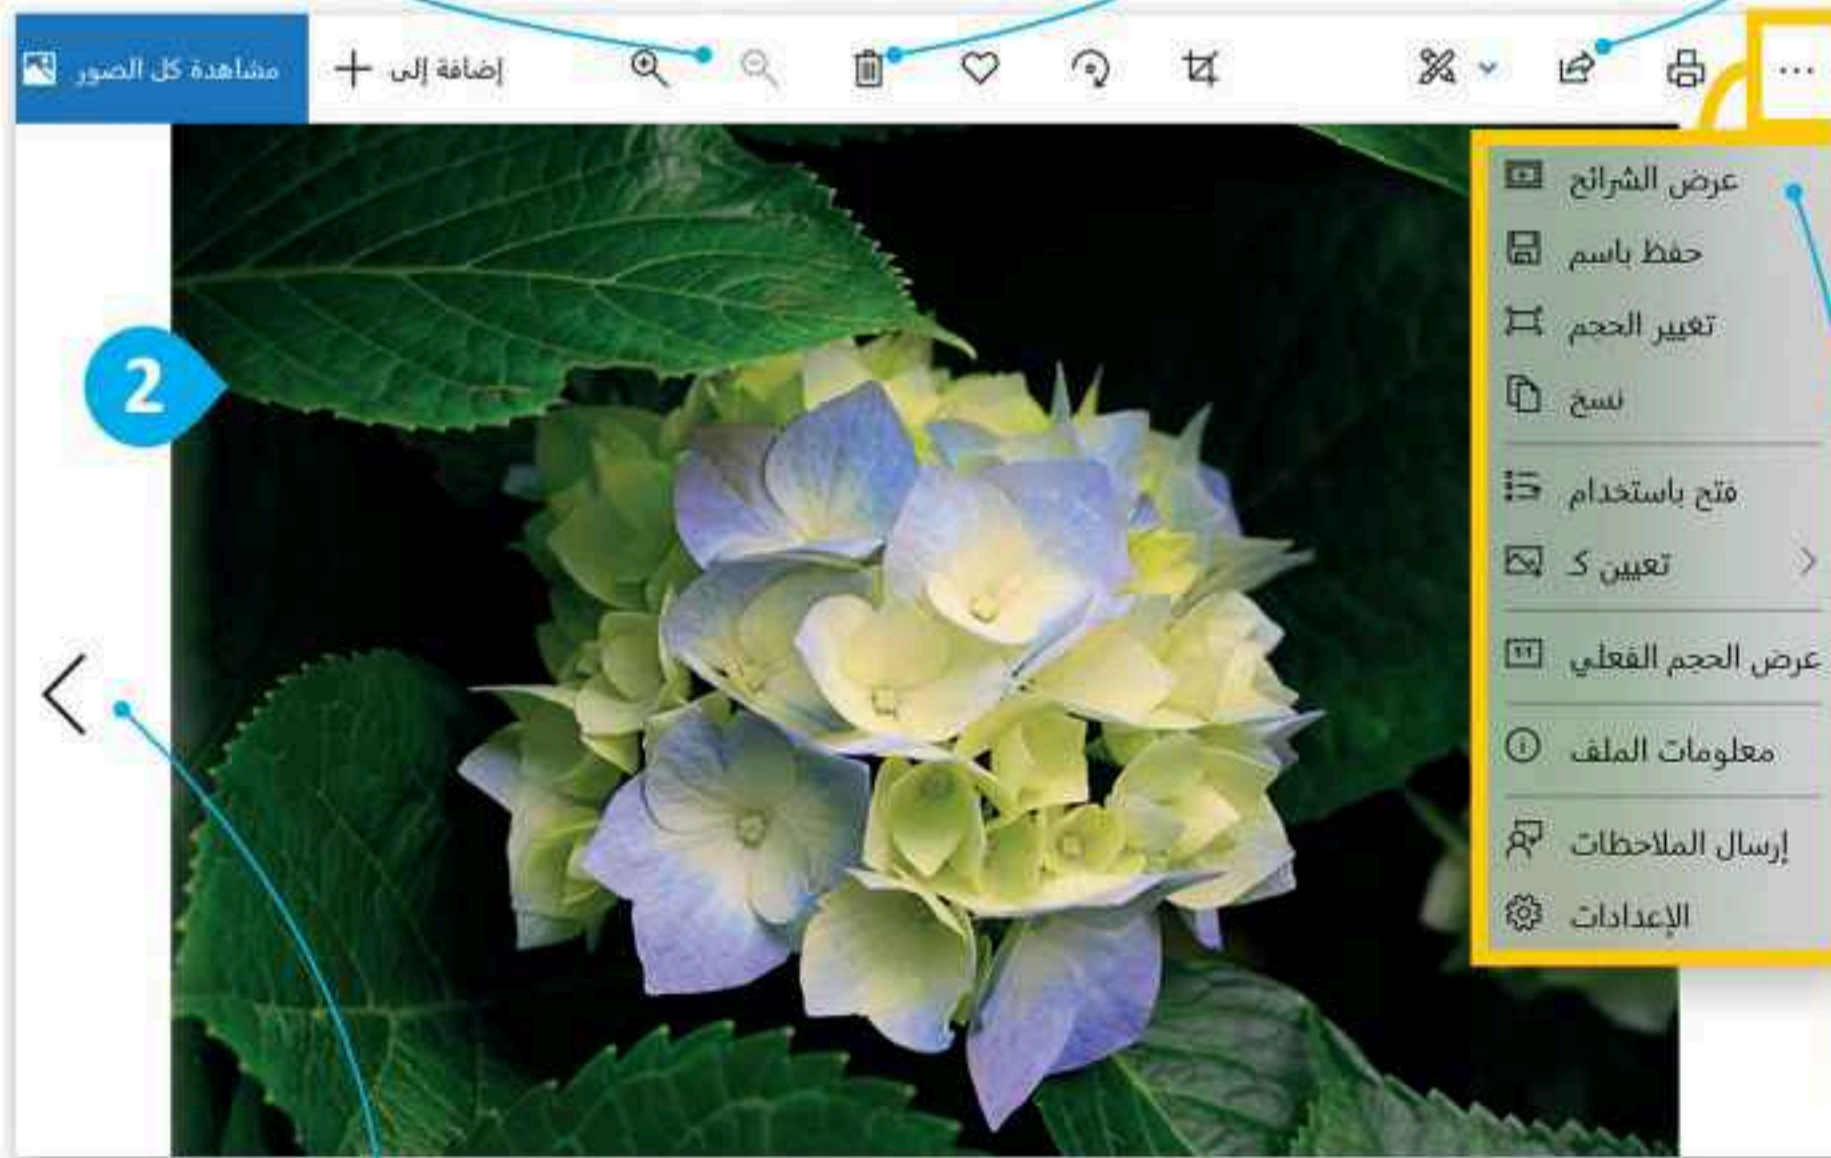 مشاهدة كل الصور
إضافة إلى
عرض الشرائح
حفظ باسم
تغيير الحجم
نسخ
فتح باستخدام
تعيين ك
عرض الحجم الفعلي
معلومات الملف
إرسال الملاحظات
الإعدادات
2